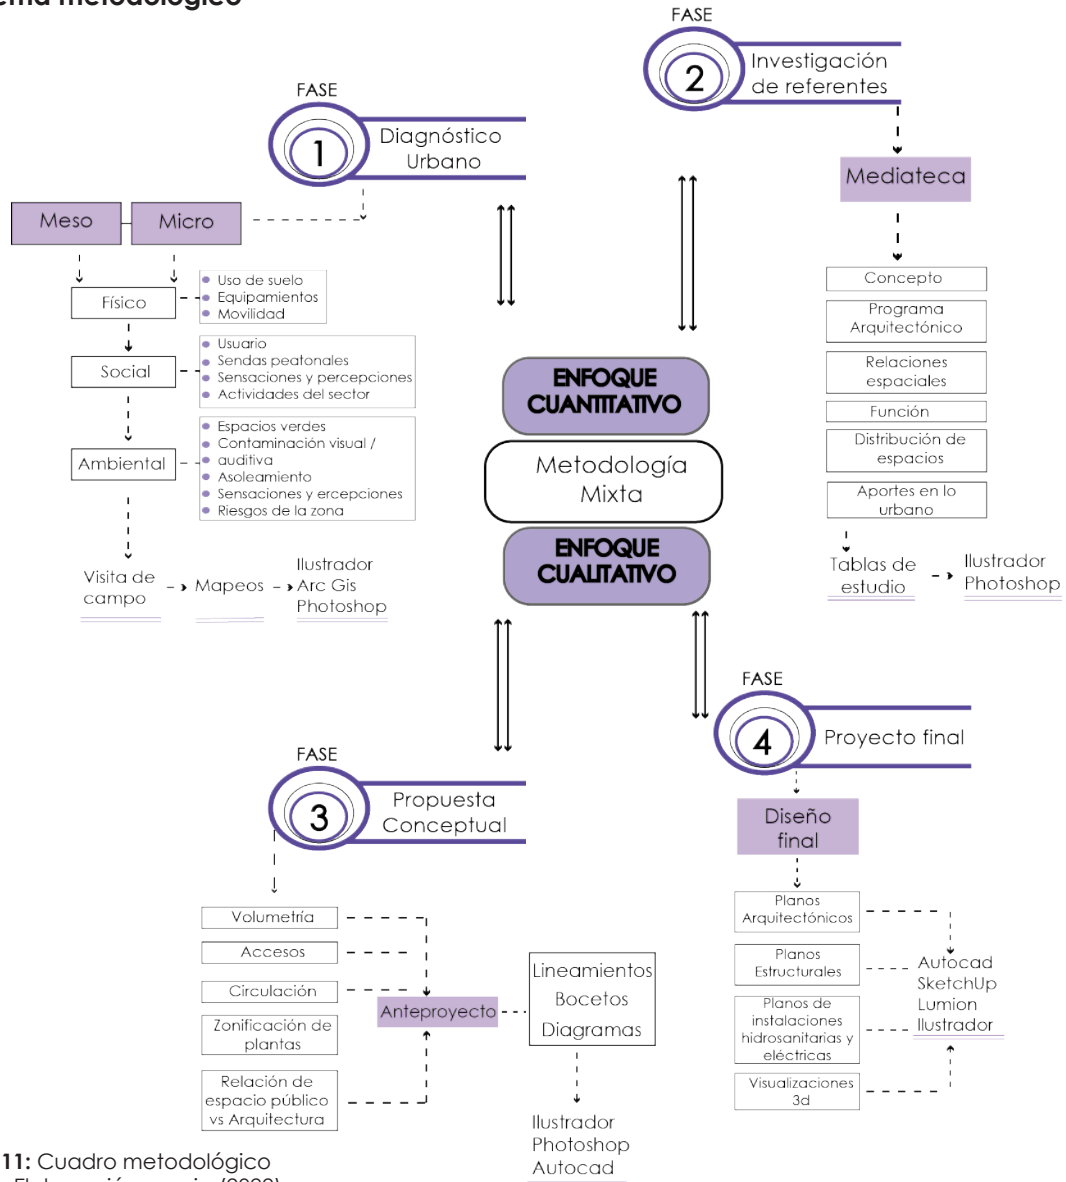 ema metodológico
FASE
1
Diagnóstico
Urbano
Meso
Micro
Físico
Uso de suelo
Equipamientos
Movilidad
Social
Usuario
Sendas peatonales
Sensaciones y percepciones
Actividades del sector
Ambiental
Espacios verdes
Contaminación visual /
auditiva
Asoleamiento
Sensaciones y ercepciones
Riesgos de la zona
Visita de
campo
Mapeos
Ilustrador
Arc Gis
Photoshop
FASE
2
Investigación
de referentes
Mediateca
Concepto
Programa
Arquitectónico
Relaciones
espaciales
Función
Distribución de
espacios
Aportes en lo
urbano
Tablas de
estudio
Ilustrador
Photoshop
ENFOQUE
CUANTITATIVO
Metodología
Mixta
ENFOQUE
CUALITATIVO
FASE
3
Propuesta
Conceptual
Volumetría
Accesos
Circulación
Zonificación de
plantas
Relación de
espacio público
vs Arquitectura
Anteproyecto
Lineamientos
Bocetos
Diagramas
Ilustrador
Photoshop
Autocad
FASE
4
Proyecto final
Diseño
final
Planos
Arquitectónicos
Planos
Estructurales
Planos de
instalaciones
hidrosanitarias y
eléctricas
Visualizaciones
3d
Autocad
SketchUp
Lumion
Ilustrador
11: Cuadro metodológico